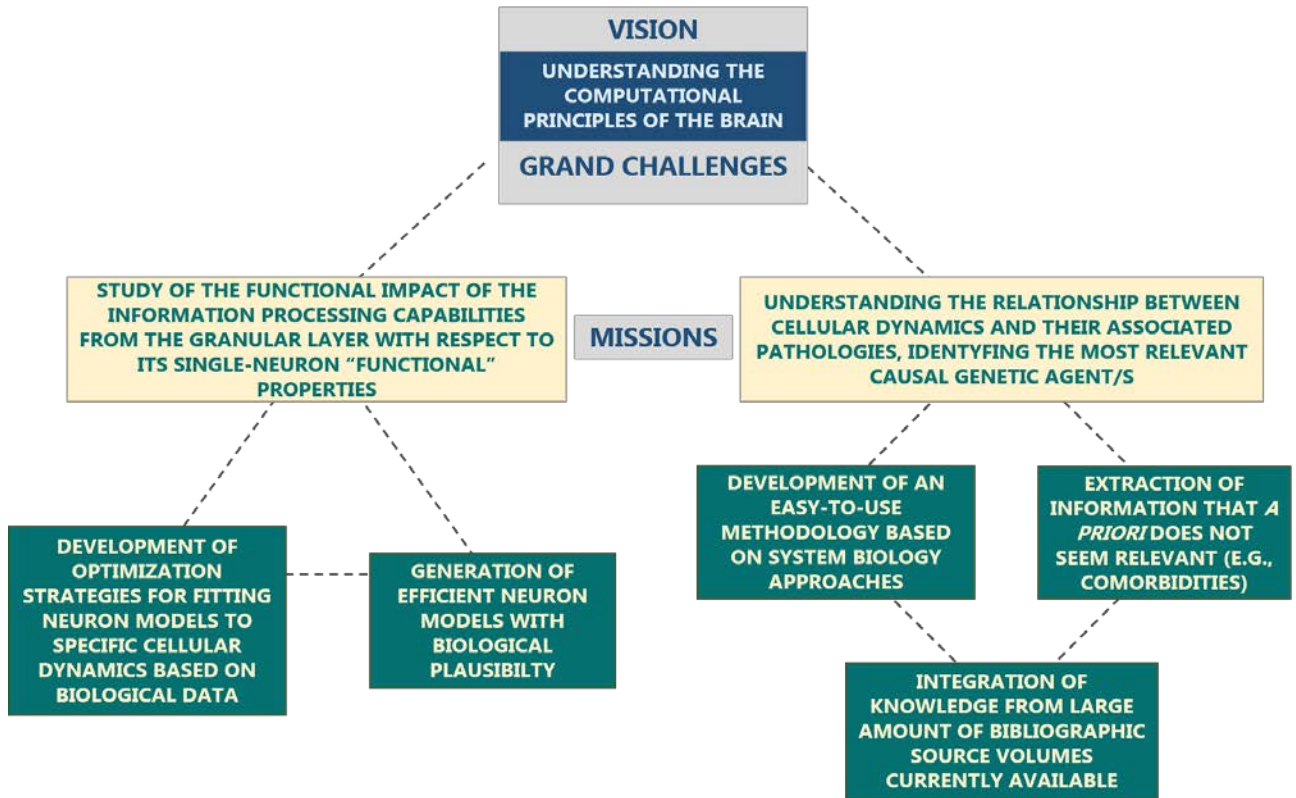 VISION
UNDERSTANDING THE
COMPUTATIONAL
PRINCIPLES OF THE BRAIN
GRAND CHALLENGES
STUDY OF THE FUNCTIONAL IMPACT OF THE
INFORMATION PROCESSING CAPABILITIES
FROM THE GRANULAR LAYER WITH RESPECT TO
ITS SINGLE-NEURON “FUNCTIONAL”
PROPERTIES
MISSIONS
UNDERSTANDING THE RELATIONSHIP BETWEEN
CELLULAR DYNAMICS AND THEIR ASSOCIATED
PATHOLOGIES, IDENTYFING THE MOST RELEVANT
CAUSAL GENETIC AGENT/S
DEVELOPMENT OF
OPTIMIZATION
STRATEGIES FOR FITTING
NEURON MODELS TO
SPECIFIC CELLULAR
DYNAMICS BASED ON
BIOLOGICAL DATA
GENERATION OF
EFFICIENT NEURON
MODELS WITH
BIOLOGICAL
PLAUSIBILTY
DEVELOPMENT OF AN
EASY-TO-USE
METHODOLOGY BASED
ON SYSTEM BIOLOGY
APPROACHES
EXTRACTION OF
INFORMATION THAT A
PRIORI DOES NOT
SEEM RELEVANT (E.G.,
COMORBIDITIES)
INTEGRATION OF
KNOWLEDGE FROM LARGE
AMOUNT OF BIBLIOGRAPHIC
SOURCE VOLUMES
CURRENTLY AVAILABLE